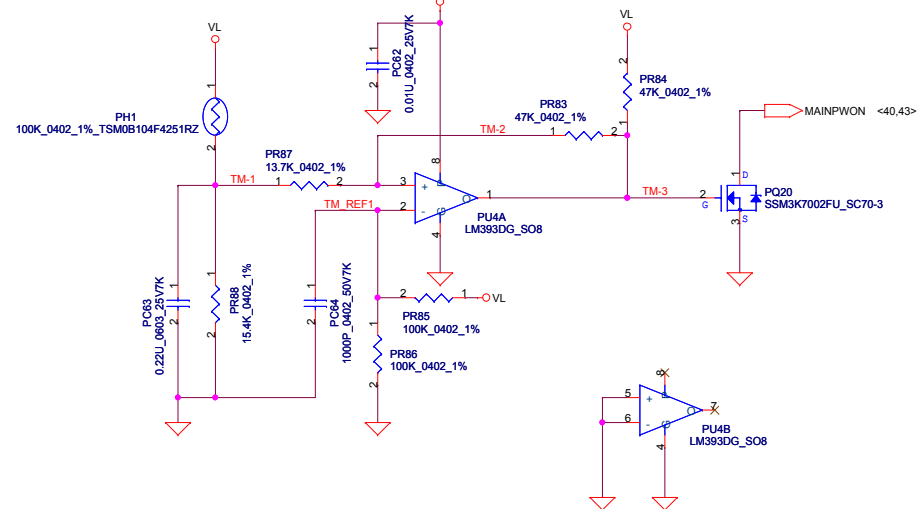 VL
PH1
100K_0402_1%_TSM0B104F4251RZ
1
2
PC62
0.01U_0402_25V7K
1
2
VL
PR84
47K_0402_1%
2
1
PR83
47K_0402_1%
TM-2
1
2
MAINPWON <40,43>
PR87
13.7K_0402_1%
TM-1
1
2
TM_REF1
3
2
8
+
-
P
G
O
1
4
PU4A
LM393DG_SO8
TM-3
2
G
1
D
3
S
PQ20
SSM3K7002FU_SC70-3
PC63
0.22U_0603_25V7K
1
2
PR88
15.4K_0402_1%
1
2
PC64
1000P_0402_50V7K
1
2
2
1
VL
PR85
100K_0402_1%
1
2
PR86
100K_0402_1%
5
6
8
+
-
P
G
O
7
4
PU4B
LM393DG_SO8